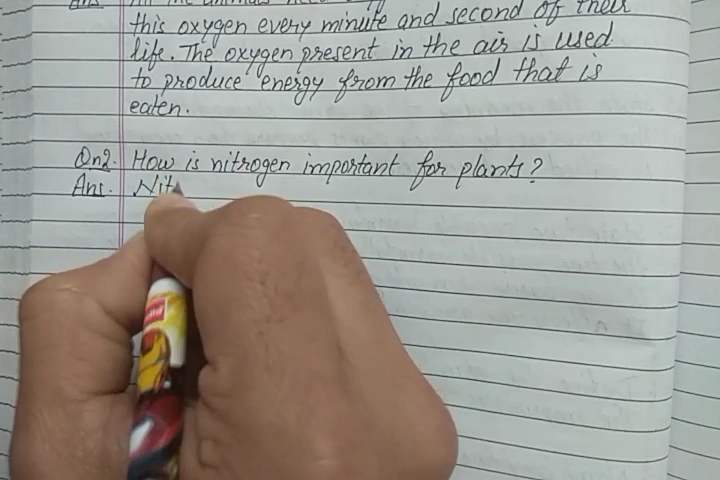 this oxygen every minute and second of their
life. The oxygen present in the air is used
to produce energy from the food that is
eaten.
Qn2. How is nitrogen important for plants?
Ans. Nit